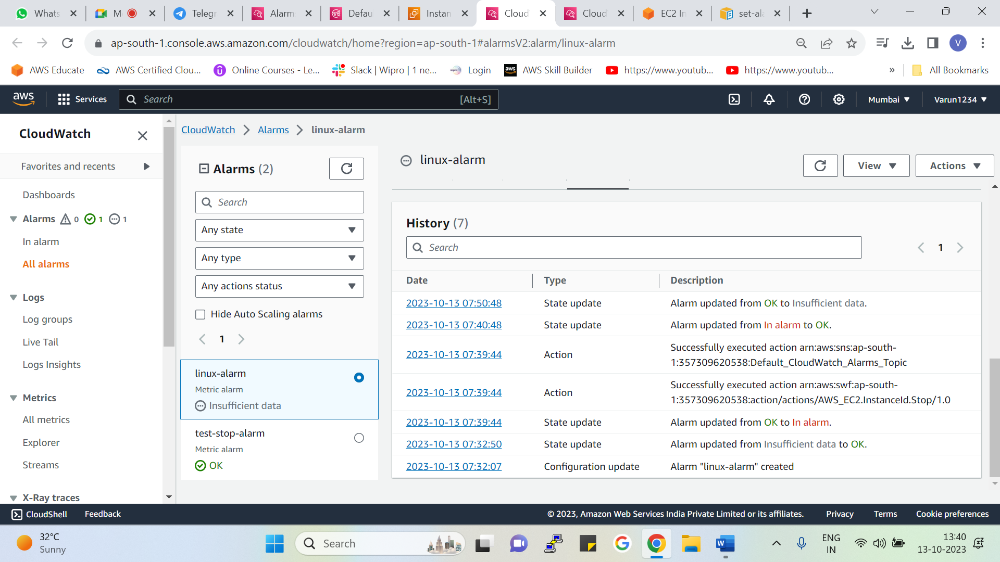 Whats
M
Telegr
Alarm
Defau
Instan
Cloud
Cloud
EC2 In
set-ala
ap-south-1.console.aws.amazon.com/cloudwatch/home?region=ap-south-1#alarmsV2:alarm/linux-alarm
V
AWS Educate
AWS Certified Clou...
Online Courses - Le...
Slack | Wipro | 1 ne...
Login
AWS Skill Builder
https://www.youtub...
https://www.youtub...
»
All Bookmarks
aws
Services
Search
[Alt+S]
Mumbai
Varun1234
CloudWatch
Favorites and recents
Dashboards
Alarms 0 1 1
In alarm
All alarms
Logs
Log groups
Live Tail
Logs Insights
Metrics
All metrics
Explorer
Streams
X-Ray traces
CloudWatch > Alarms > linux-alarm
Alarms (2)
Search
Any state
Any type
Any actions status
Hide Auto Scaling alarms
1
linux-alarm
Metric alarm
Insufficient data
test-stop-alarm
Metric alarm
OK
linux-alarm
View
Actions
History (7)
Search
1
Date Type Description
2023-10-13 07:50:48 State update Alarm updated from OK to Insufficient data.
2023-10-13 07:40:48 State update Alarm updated from In alarm to OK.
2023-10-13 07:39:44 Action Successfully executed action arn:aws:sns:ap-south-
1:357309620538:Default_CloudWatch_Alarms_Topic
2023-10-13 07:39:44 Action Successfully executed action arn:aws:swf:ap-south-
1:357309620538:action/actions/AWS_EC2.InstanceId.Stop/1.0
2023-10-13 07:39:44 State update Alarm updated from OK to In alarm.
2023-10-13 07:32:50 State update Alarm updated from Insufficient data to OK.
2023-10-13 07:32:07 Configuration update Alarm "linux-alarm" created
CloudShell
Feedback
© 2023, Amazon Web Services India Private Limited or its affiliates.
Privacy
Terms
Cookie preferences
32°C
Sunny
Search
ENG
IN
13:40
13-10-2023